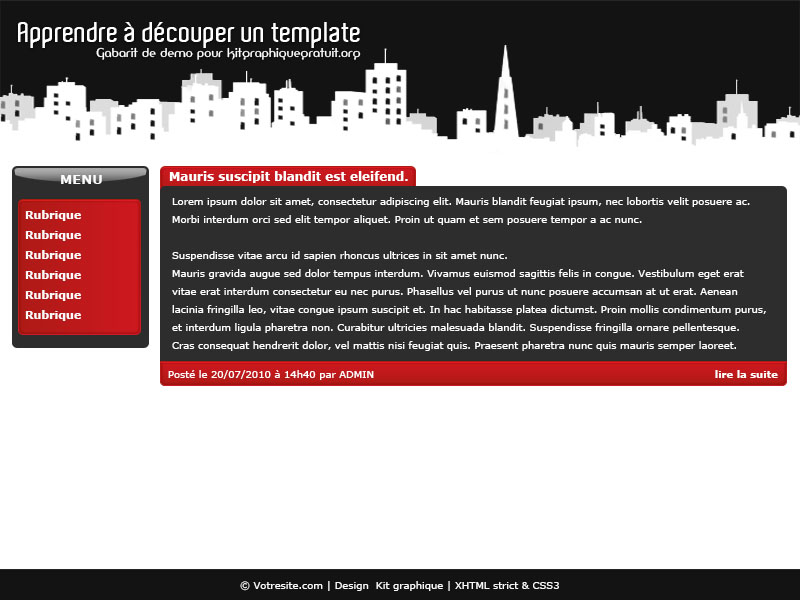 Apprendre à découper un template
Gabarit de demo pour kitgraphiquegratuit.org
MENU
Rubrique
Rubrique
Rubrique
Rubrique
Rubrique
Rubrique
Mauris suscipit blandit est eleifend.
Lorem ipsum dolor sit amet, consectetur adipiscing elit. Mauris blandit feugiat ipsum, nec lobortis velit posuere ac.
Morbi interdum orci sed elit tempor aliquet. Proin ut quam et sem posuere tempor a ac nunc.
Suspendisse vitae arcu id sapien rhoncus ultrices in sit amet nunc.
Mauris gravida augue sed dolor tempus interdum. Vivamus euismod sagittis felis in congue. Vestibulum eget erat
vitae erat interdum consectetur eu nec purus. Phasellus vel purus ut nunc posuere accumsan at ut erat. Aenean
lacinia fringilla leo, vitae congue ipsum suscipit et. In hac habitasse platea dictumst. Proin mollis condimentum purus,
et interdum ligula pharetra non. Curabitur ultricies malesuada blandit. Suspendisse fringilla ornare pellentesque.
Cras consequat hendrerit dolor, vel mattis nisi feugiat quis. Praesent pharetra nunc quis mauris semper laoreet.
Posté le 20/07/2010 à 14h40 par ADMIN
lire la suite
© Votresite.com | Design Kit graphique | XHTML strict & CSS3